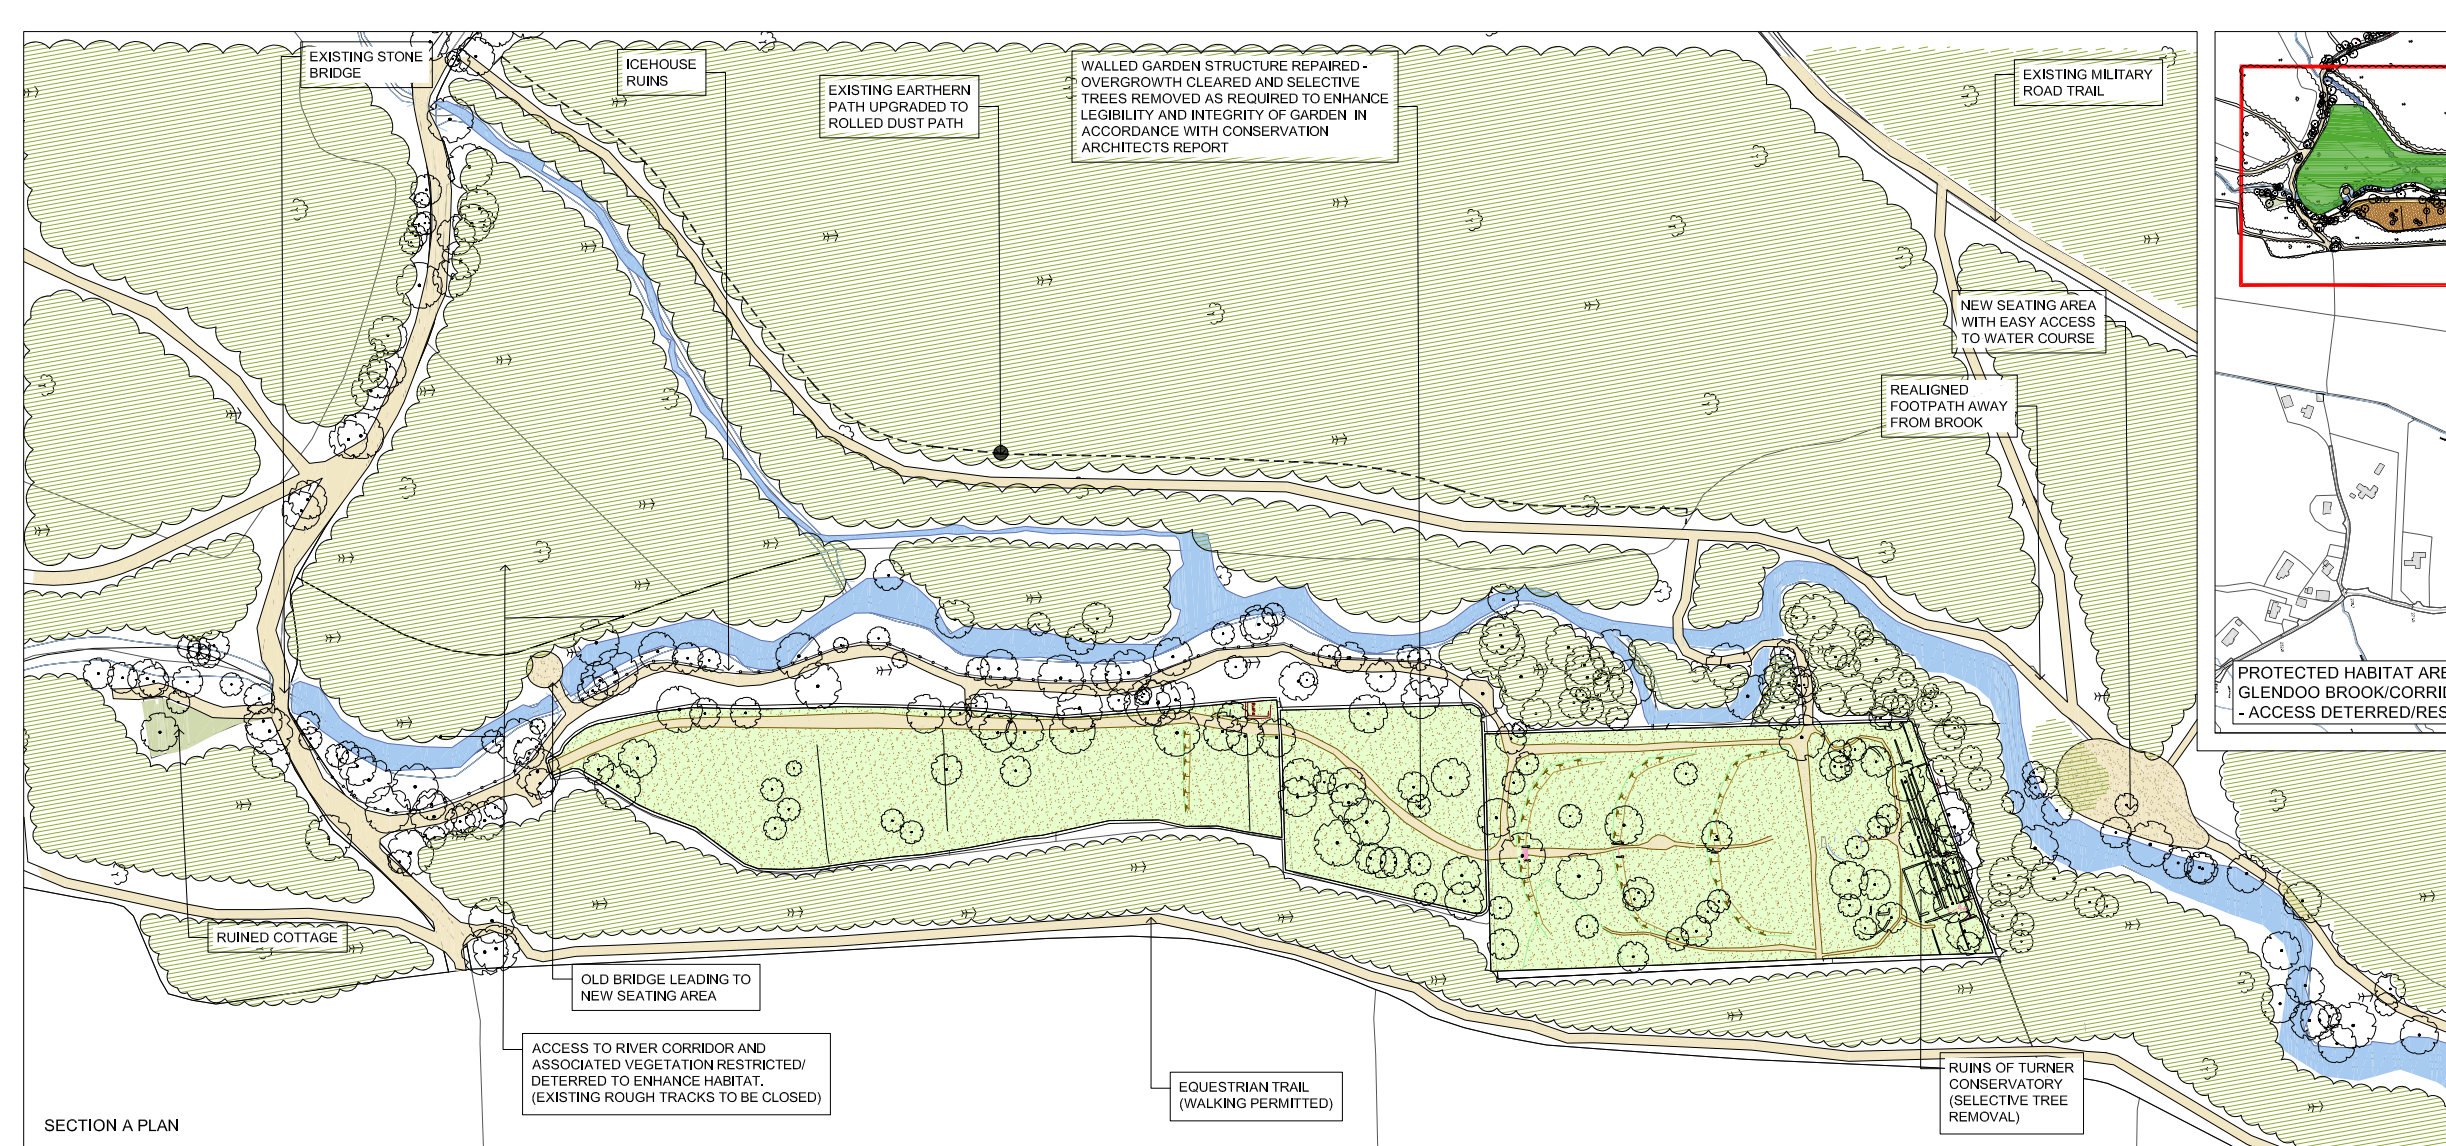 EXISTING STONE
BRIDGE
ICEHOUSE
RUINS
EXISTING EARTHERN
PATH UPGRADED TO
ROLLED DUST PATH
WALLED GARDEN STRUCTURE REPAIRED -
OVERGROWTH CLEARED AND SELECTIVE
TREES REMOVED AS REQUIRED TO ENHANCE
LEGIBILITY AND INTEGRITY OF GARDEN IN
ACCORDANCE WITH CONSERVATION
ARCHITECTS REPORT
EXISTING MILITARY
ROAD TRAIL
NEW SEATING AREA
WITH EASY ACCESS
TO WATER COURSE
REALIGNED
FOOTPATH AWAY
FROM BROOK
PROTECTED HABITAT ARE
GLENDOO BROOK/CORRID
- ACCESS DETERRED/RES
RUINED COTTAGE
OLD BRIDGE LEADING TO
NEW SEATING AREA
ACCESS TO RIVER CORRIDOR AND
ASSOCIATED VEGETATION RESTRICTED/
DETERRED TO ENHANCE HABITAT.
(EXISTING ROUGH TRACKS TO BE CLOSED)
EQUESTRIAN TRAIL
(WALKING PERMITTED)
RUINS OF TURNER
CONSERVATORY
(SELECTIVE TREE
REMOVAL)
SECTION A PLAN